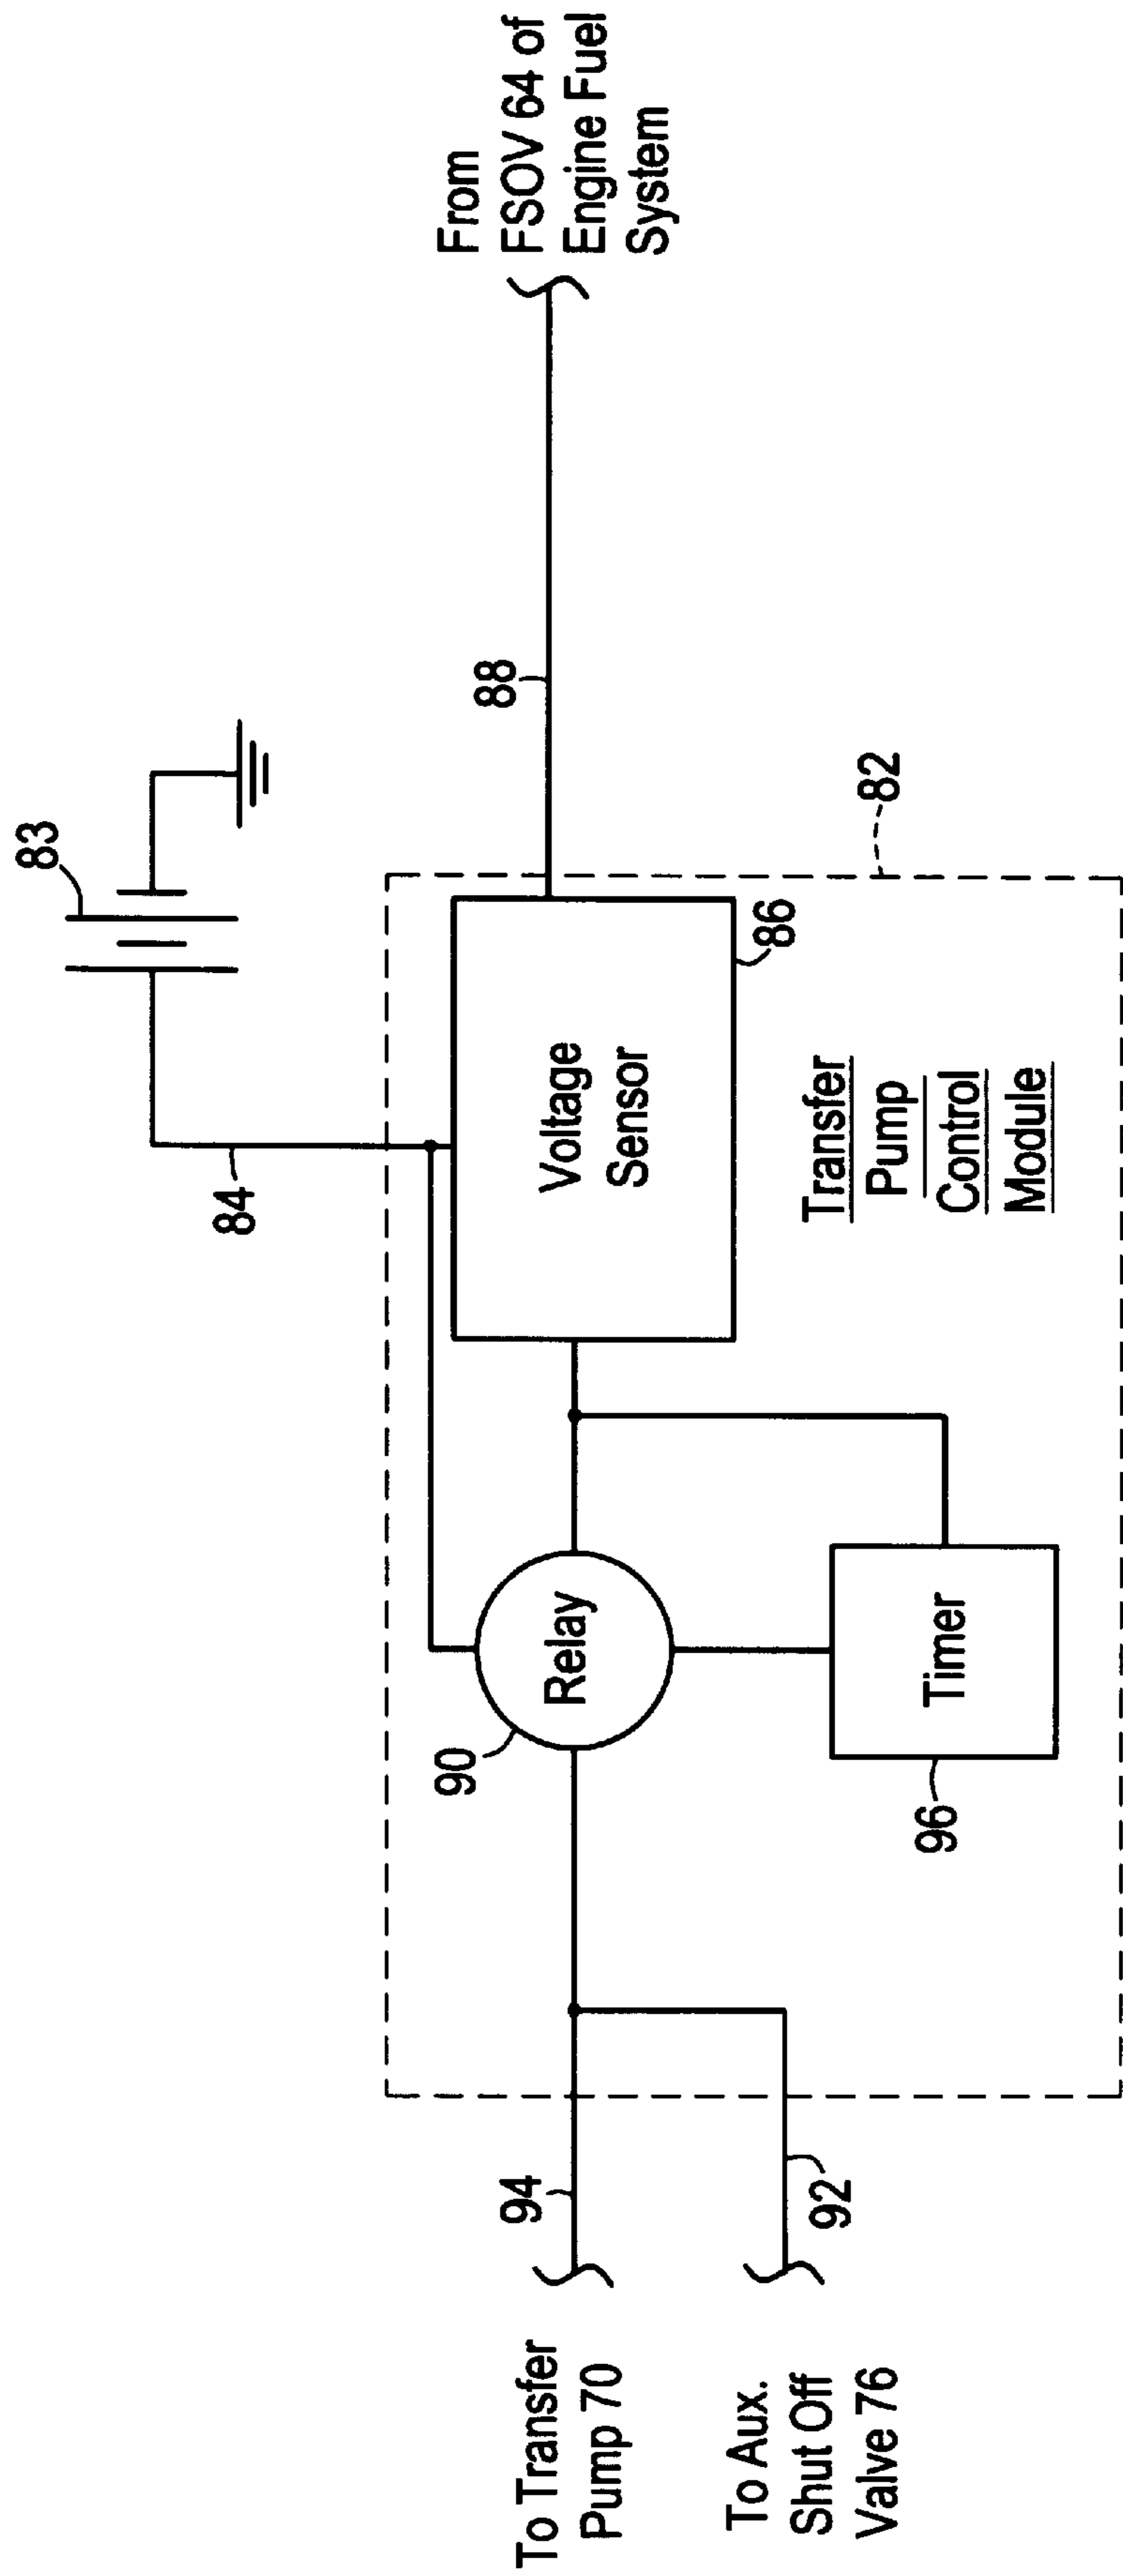 83
84
From
FSOV 64 of
Engine Fuel
System
88
82
86
Voltage
Sensor
Transfer
Pump
Control
Module
90
Relay
Timer
96
94
92
To Transfer
Pump 70
To Aux.
Shut Off
Valve 76